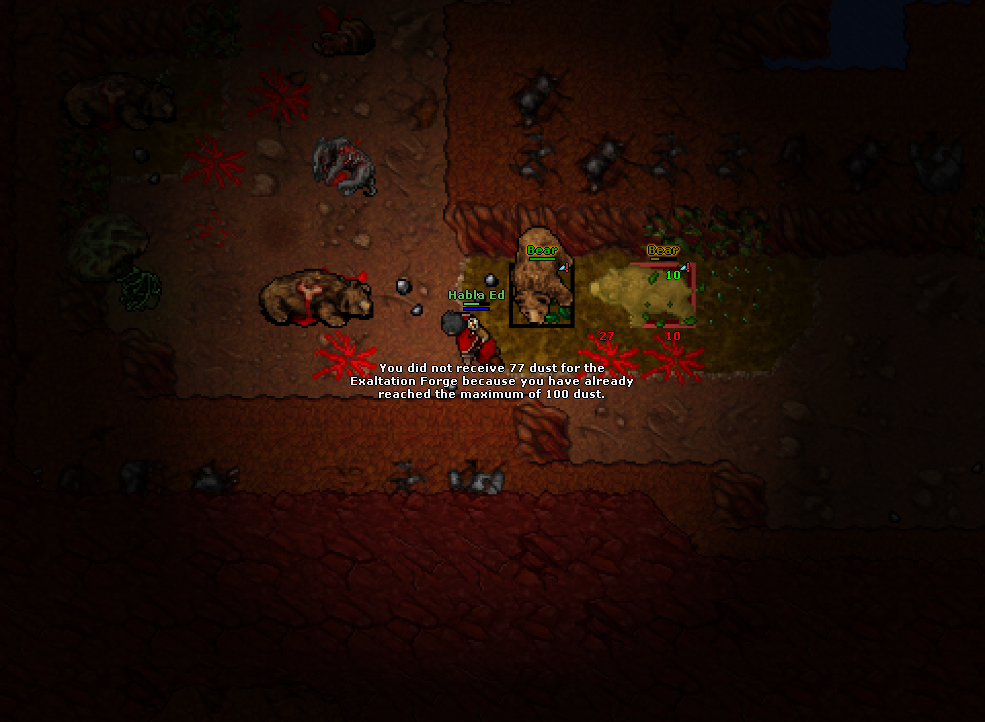 Bear
Bear
10
Habla Ed
27
10
You did not receive 77 dust for the
Exaltation Forge because you have already
reached the maximum of 100 dust.